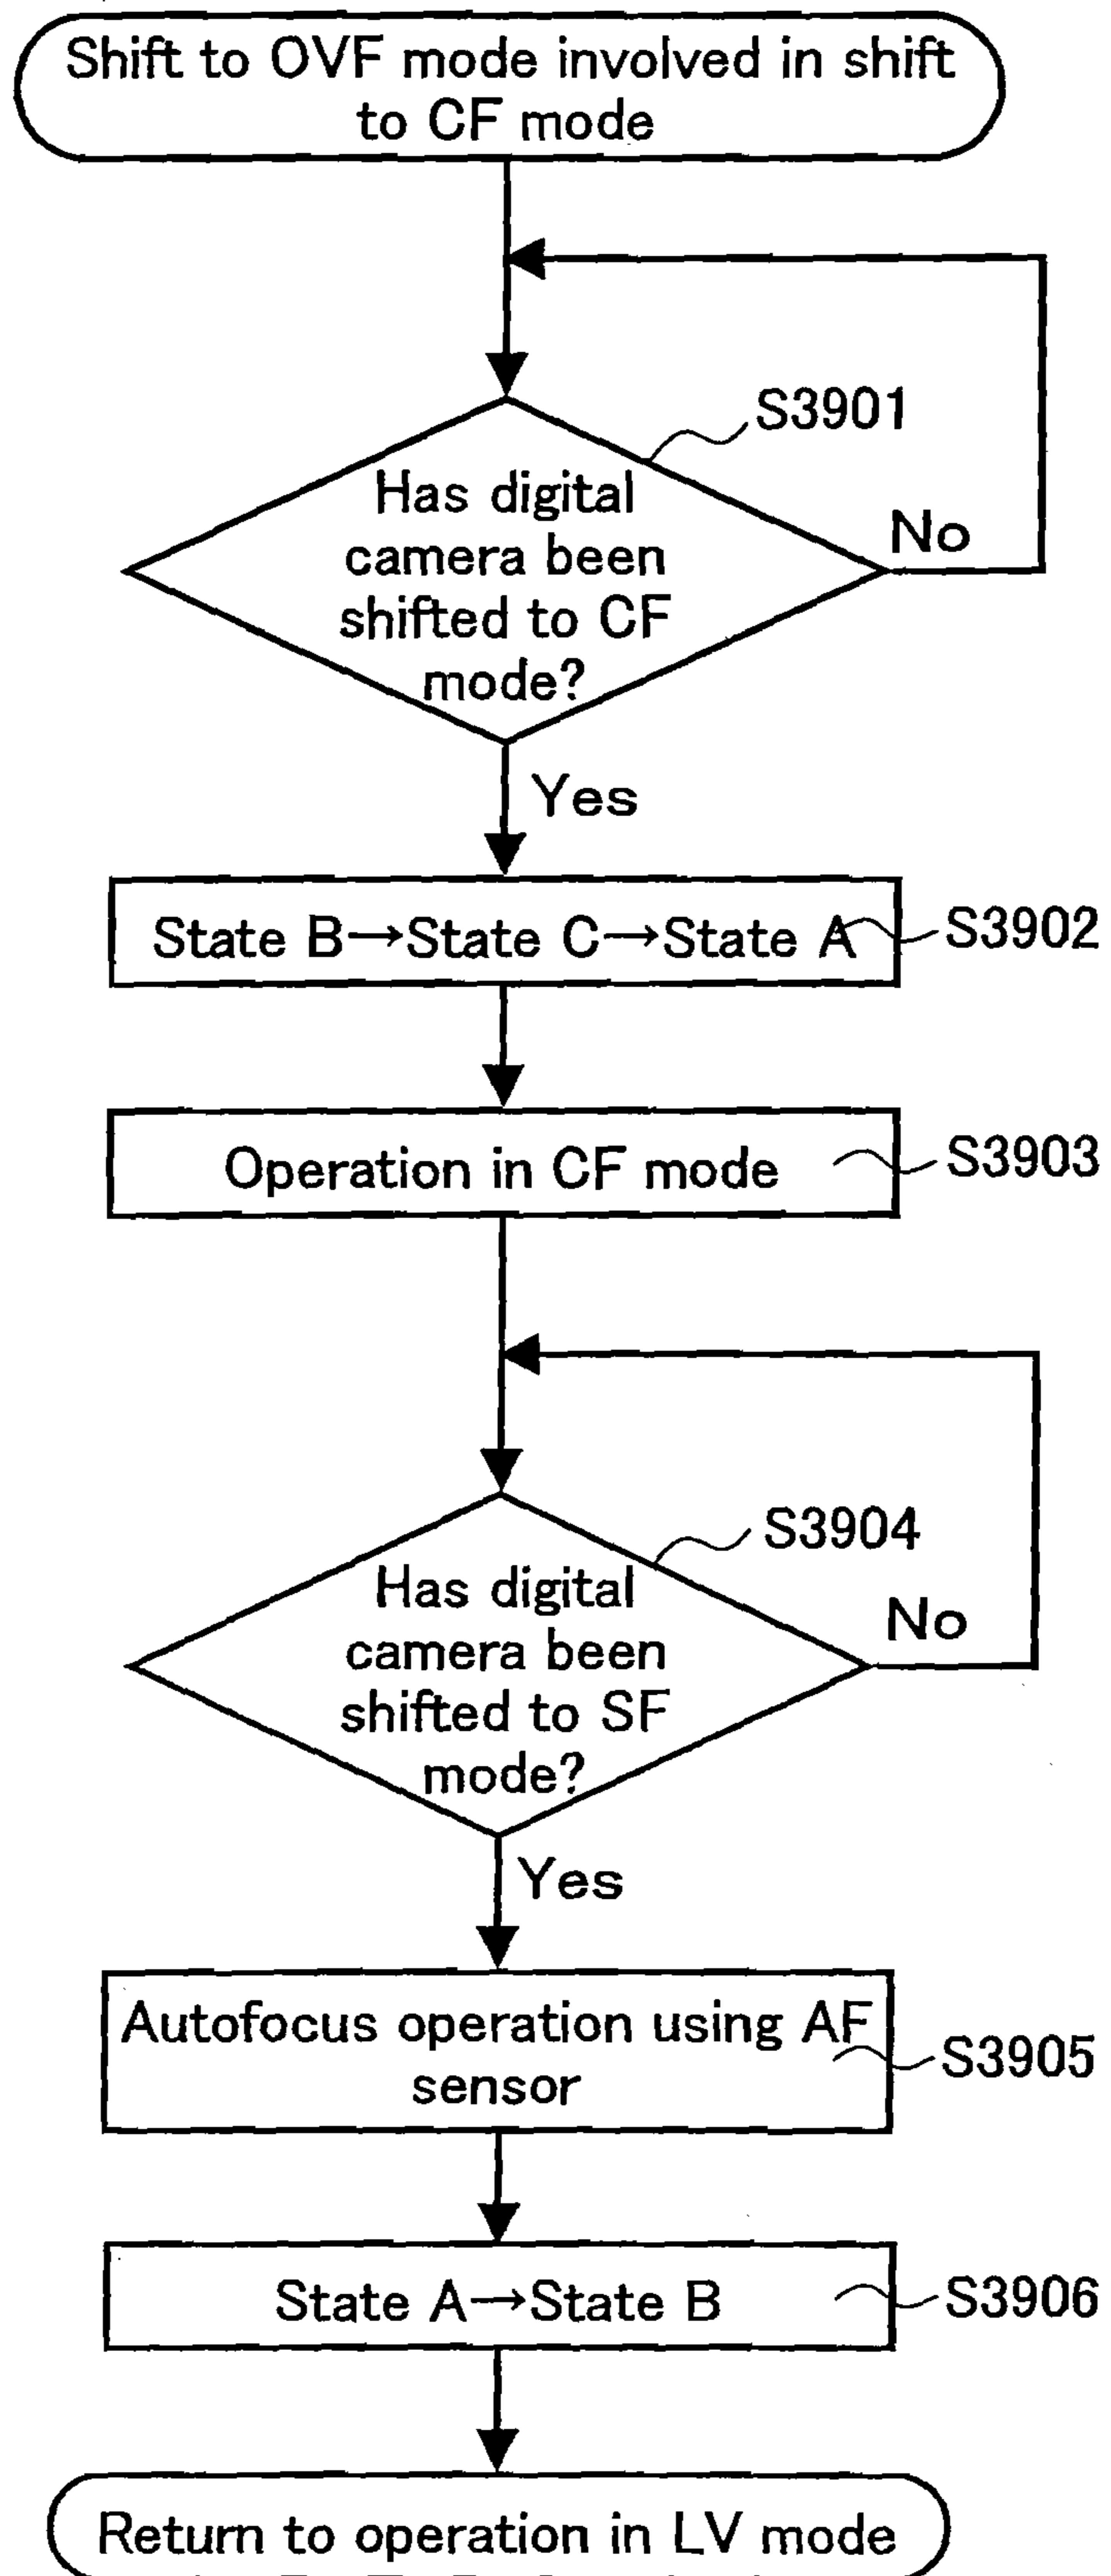 Shift to OVF mode involved in shift
to CF mode
S3901
Has digital
camera been
shifted to CF
mode?
No
Yes
State B→State C→State A
S3902
Operation in CF mode
S3903
S3904
Has digital
camera been
shifted to SF
mode?
No
Yes
Autofocus operation using AF
sensor
S3905
State A→State B
S3906
Return to operation in LV mode